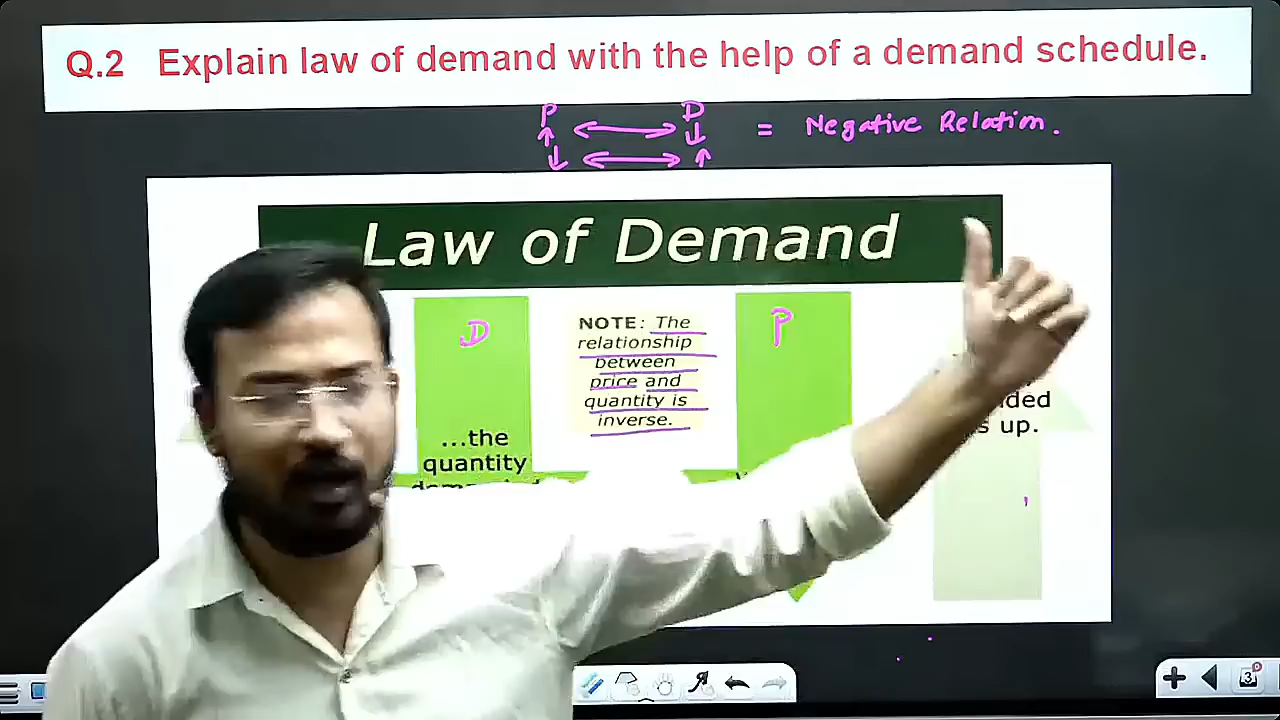 Q.2 Explain law of demand with the help of a demand schedule.
P D
= Negative Relation.
Law of Demand
D
NOTE: The
relationship
between
price and
quantity is
inverse.
P
...the
quantity
up.